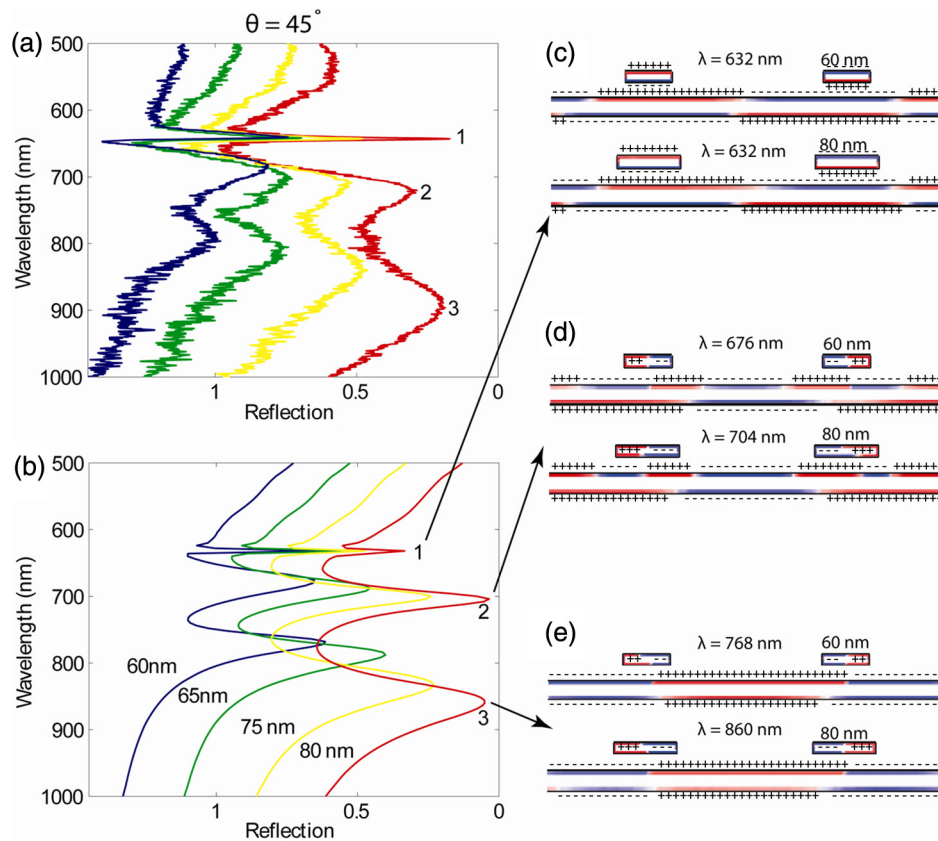 θ = 45°
(a)
500
600
700
800
900
1000
Wavelength (nm)
1
2
3
1
0.5
0
Reflection
(b)
500
600
700
800
900
1000
Wavelength (nm)
1
2
3
60nm
65nm
75 nm
80 nm
1
0.5
0
Reflection
(c)
λ = 632 nm
60 nm
λ = 632 nm
80 nm
(d)
λ = 676 nm
60 nm
λ = 704 nm
80 nm
(e)
λ = 768 nm
60 nm
λ = 860 nm
80 nm